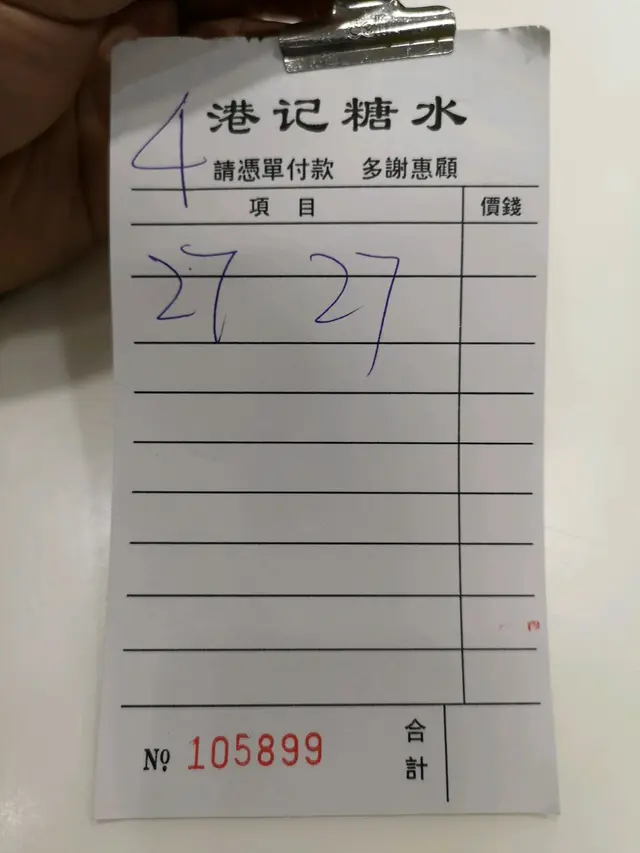 4 港记糖水
請憑單付款 多謝惠顧
項目 價錢
27 27
No 105899 合計